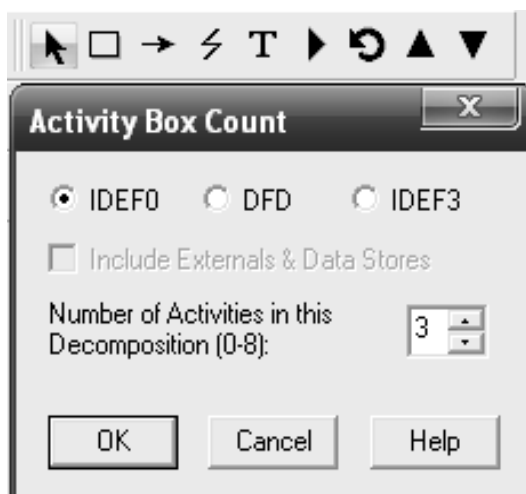 T
Activity Box Count
IDEF0 DFD IDEF3
Include Externals & Data Stores
Number of Activities in this
Decomposition (0-8):
3
OK Cancel Help